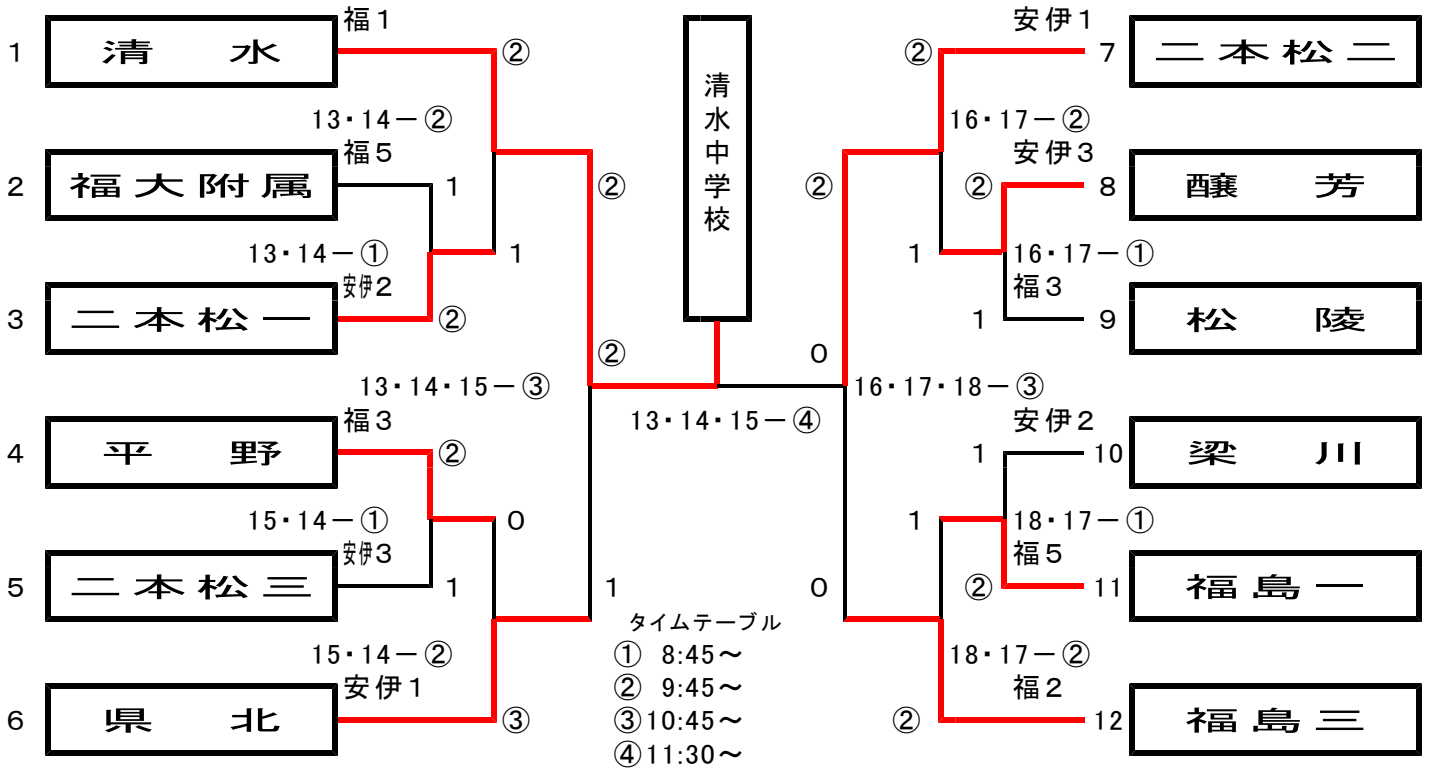 福1
1 清水 ②
13・14－②
福5
2 福大附属 1
13・14－① 1
安伊2
3 二本松一 ②
13・14・15－③
福3
4 平野 ②
15・14－① 0
安伊3
5 二本松三 1
15・14－②
安伊1
6 県北 ③
②
②
1
清水中学校
13・14・15－④
タイムテーブル
① 8:45～
② 9:45～
③10:45～
④11:30～
②
0
0
16・17・18－③
安伊1
② 7 二本松二
16・17－②
安伊3
② 8 醸芳
1 16・17－①
福3
1 9 松陵
安伊2
1 10 梁川
1 18・17－①
福5
② 11 福島一
18・17－②
福2
② 12 福島三